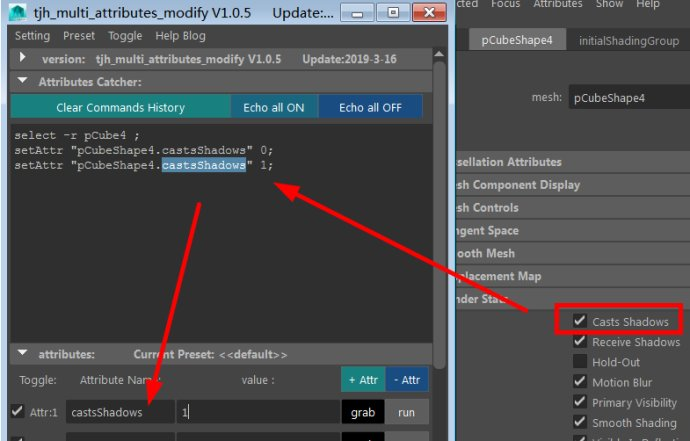 tjh_multi_attributes_modify V1.0.5 Update:...
Setting Preset Toggle Help Blog
version: tjh_multi_attributes_modify V1.0.5 Update:2019-3-16
Attributes Catcher:
Clear Commands History Echo all ON Echo all OFF
select -r pCube4 ;
setAttr "pCubeShape4.castsShadows" 0;
setAttr "pCubeShape4.castsShadows" 1;
attributes: Current Preset: <<default>>
Toggle: Attribute Name: value : + Attr - Attr
Attr:1 castsShadows 1 grab run
cted Focus Attributes Show Help
pCubeShape4 initialShadingGroup
mesh: pCubeShape4
sellation Attributes
sh Component Display
sh Controls
ngent Space
ooth Mesh
placement Map
nder Stats
Casts Shadows
Receive Shadows
Hold-Out
Motion Blur
Primary Visibility
Smooth Shading